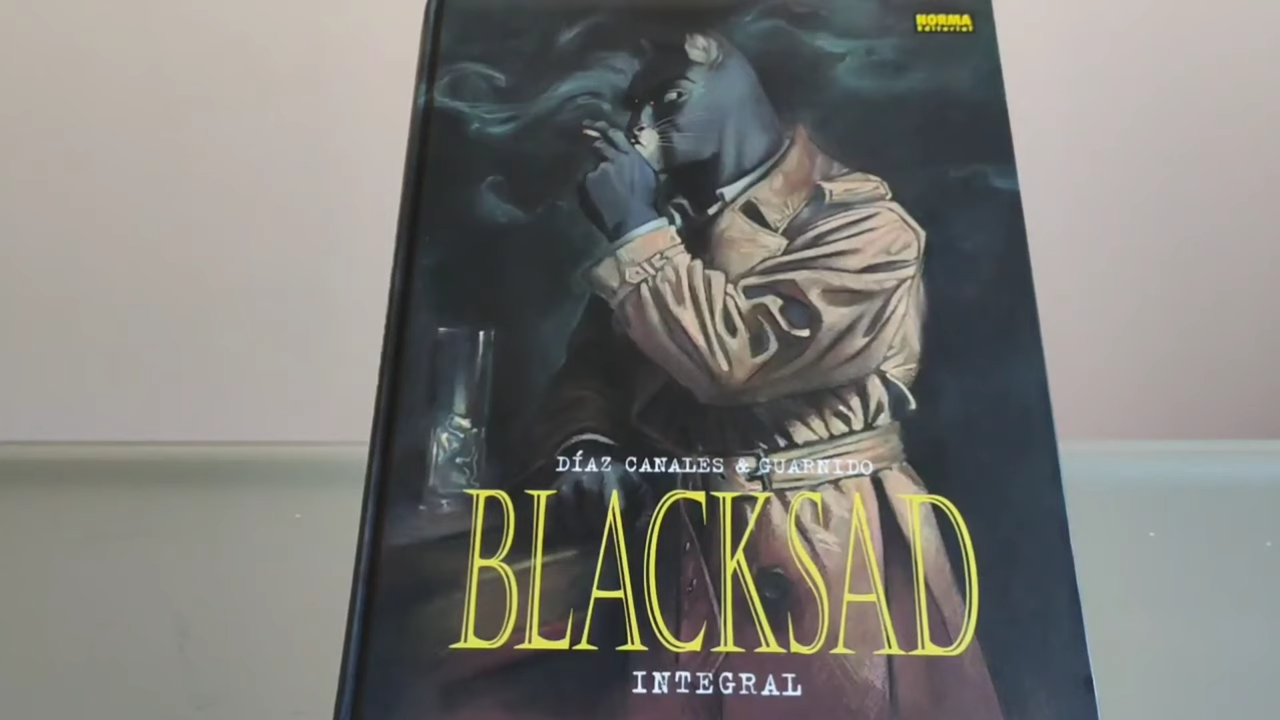 NORMA
Editorial
DÍAZ CANALES & GUARNIDO
BLACKSAD
INTEGRAL